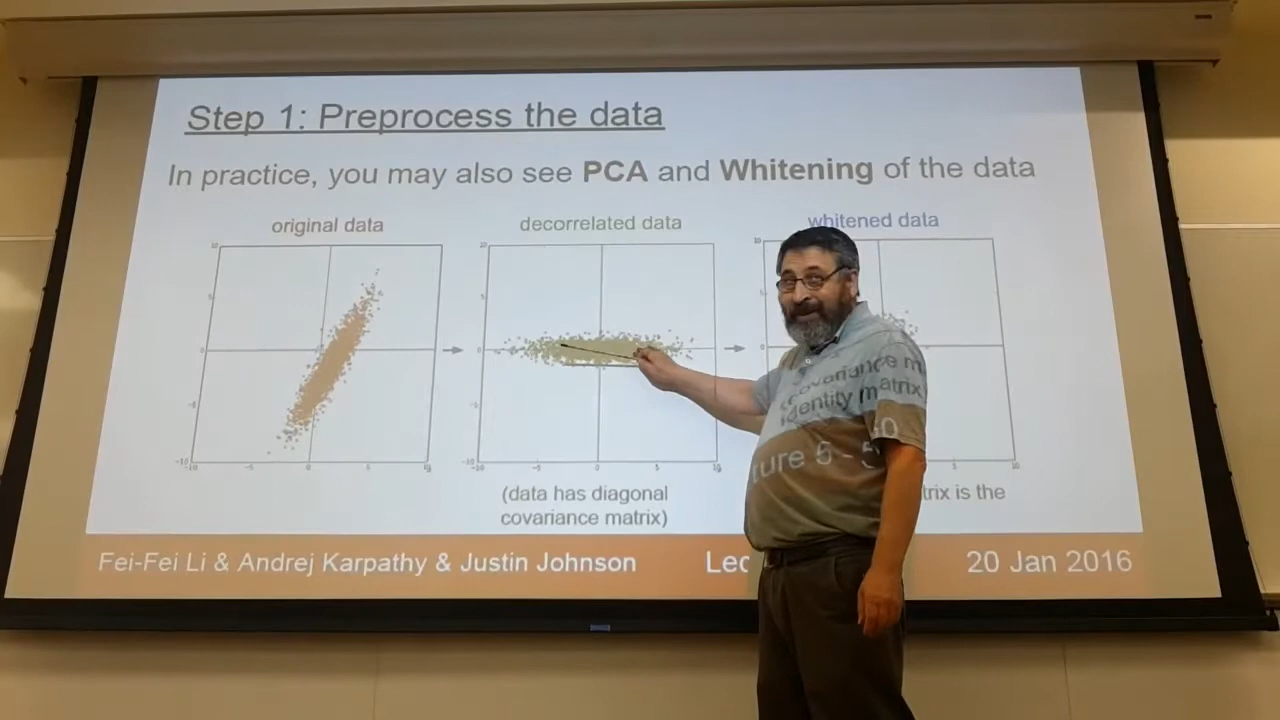 Step 1: Preprocess the data
In practice, you may also see PCA and Whitening of the data
original data
decorrelated data
whitened data
(data has diagonal
covariance matrix)
(covariance m
trix is the
identity matrix)
Fei-Fei Li & Andrej Karpathy & Justin Johnson
Lec
ture 5 -
20 Jan 2016